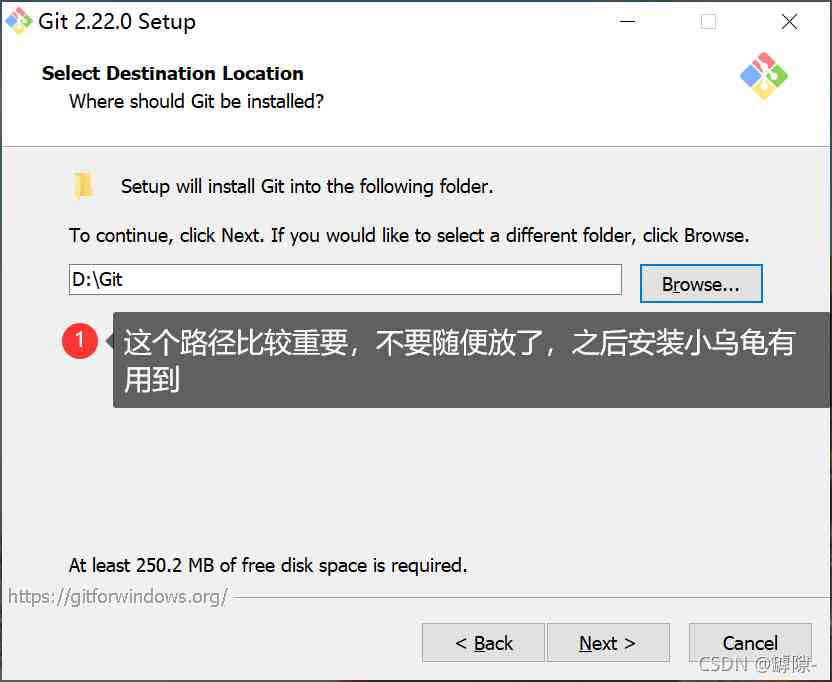 Git 2.22.0 Setup
Select Destination Location
Where should Git be installed?
Setup will install Git into the following folder.
To continue, click Next. If you would like to select a different folder, click Browse.
D:\Git
Browse...
1
这个路径比较重要，不要随便放了，之后安装小乌龟有
用到
At least 250.2 MB of free disk space is required.
https://gitforwindows.org/
< Back
Next >
Cancel
CSDN @罅隙-